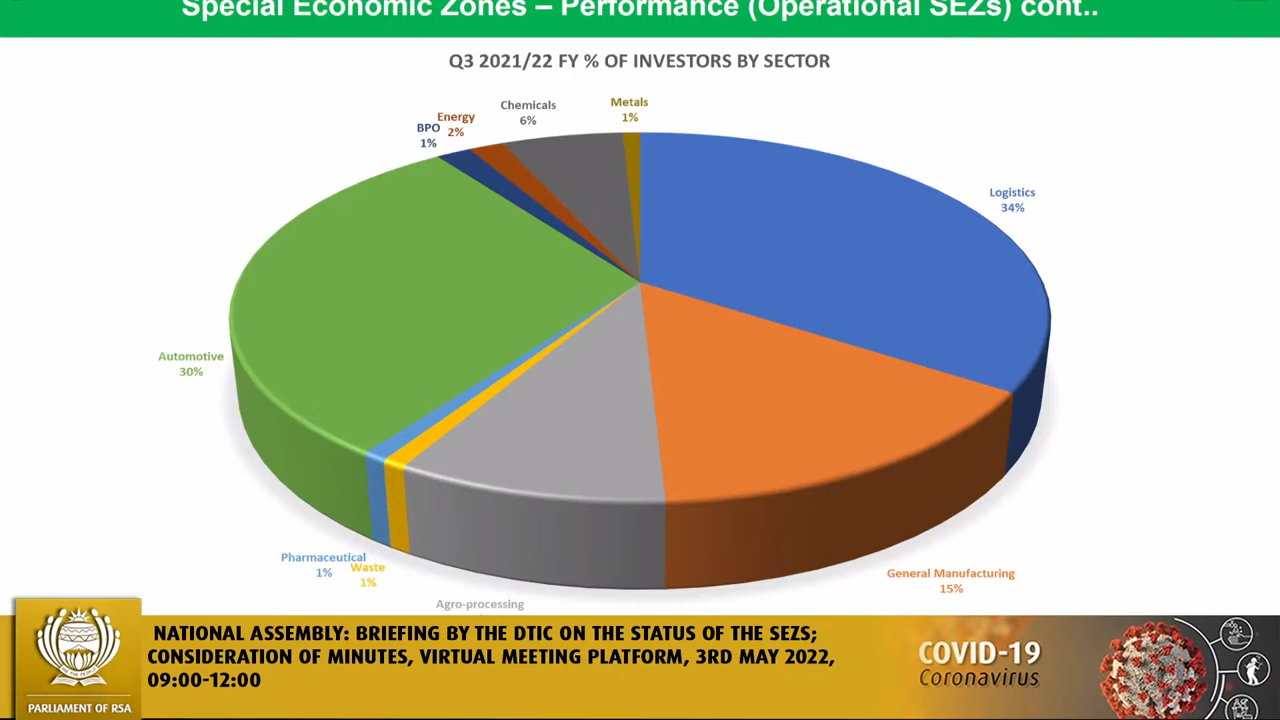 Special Economic Zones – Performance (Operational SEZs) cont..
Q3 2021/22 FY % OF INVESTORS BY SECTOR
Metals
1%
Chemicals
6%
Energy
2%
BPO
1%
Logistics
34%
Automotive
30%
Pharmaceutical
1%
Waste
1%
General Manufacturing
15%
Agro-processing
NATIONAL ASSEMBLY: BRIEFING BY THE DTIC ON THE STATUS OF THE SEZS;
CONSIDERATION OF MINUTES, VIRTUAL MEETING PLATFORM, 3RD MAY 2022,
09:00-12:00
COVID-19
Coronavirus
PARLIAMENT OF RSA